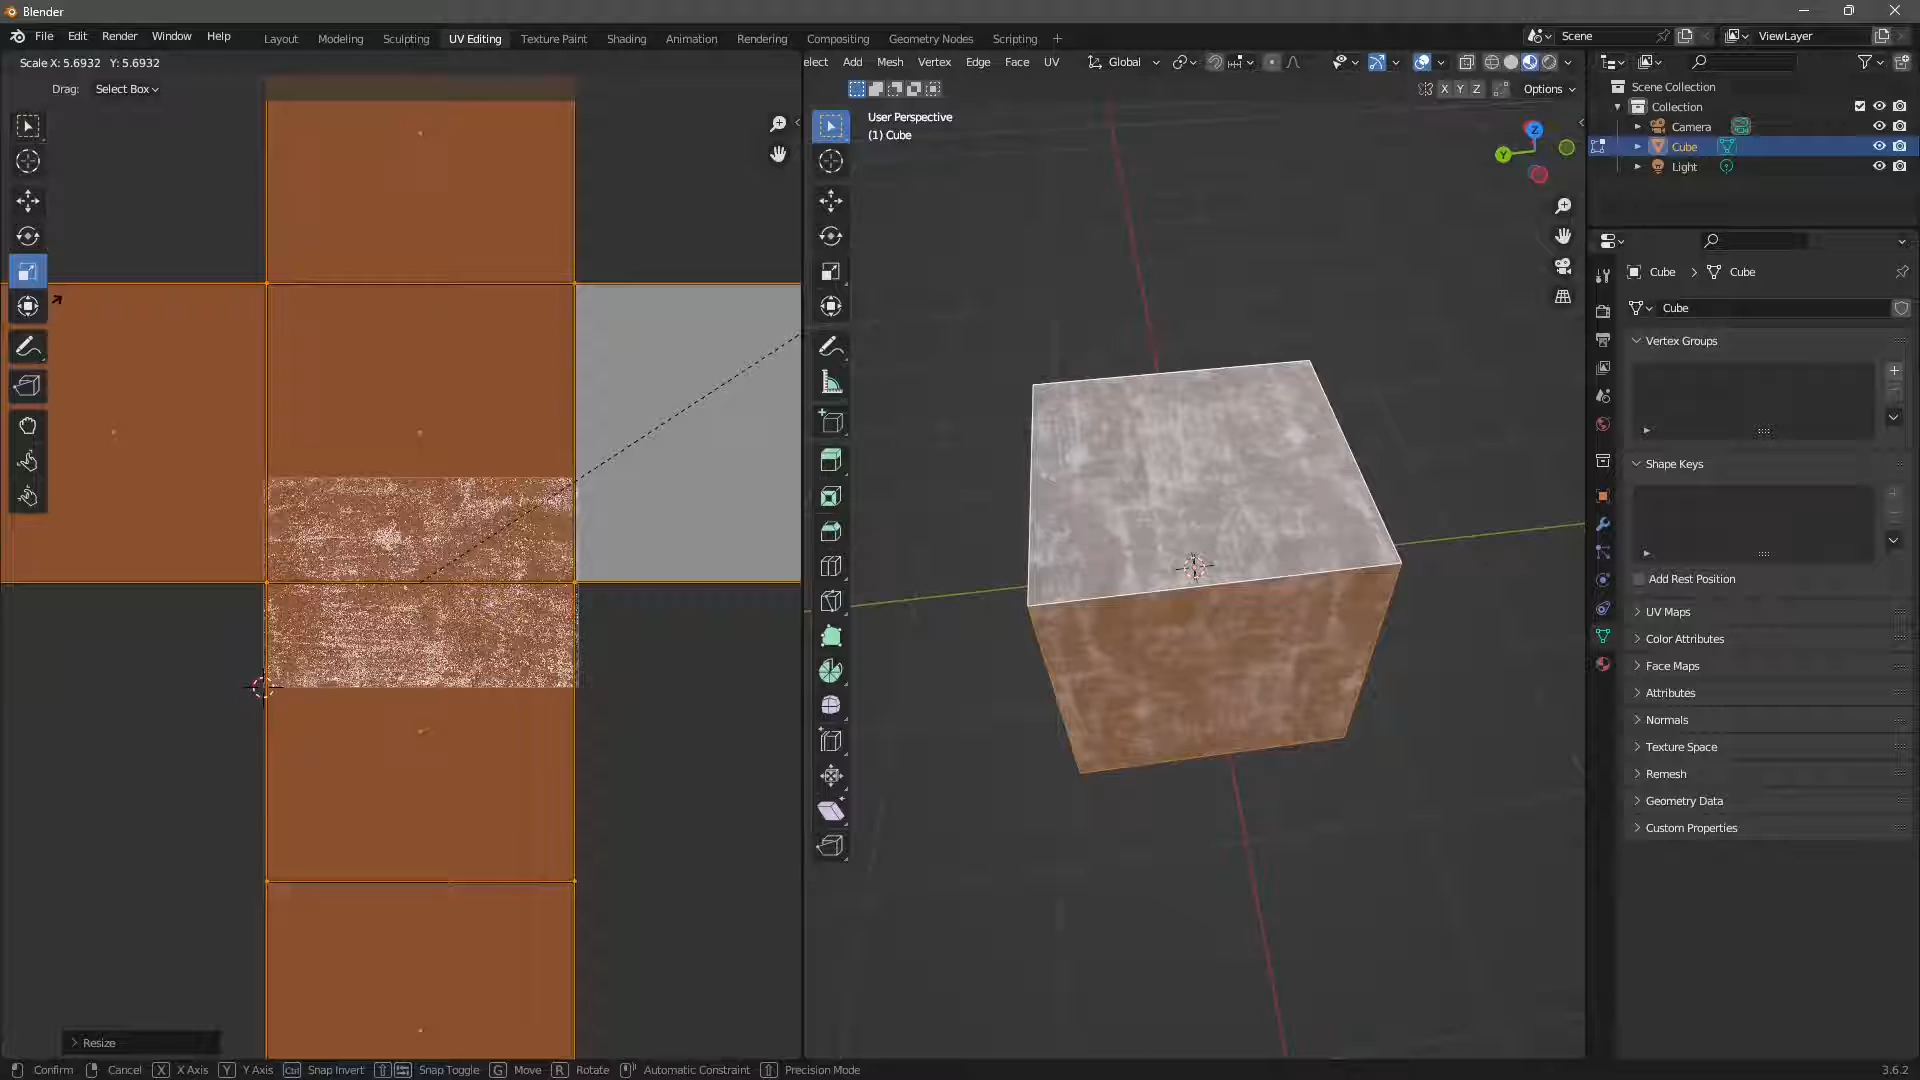 Blender
File Edit Render Window Help
Layout Modeling Sculpting UV Editing Texture Paint Shading Animation Rendering Compositing Geometry Nodes Scripting +
Scene
ViewLayer
Scale X: 5.6932 Y: 5.6932
elect Add Mesh Vertex Edge Face UV
Global
Drag: Select Box
X Y Z
Options
User Perspective
(1) Cube
Z
Y
Scene Collection
Collection
Camera
Cube
Light
Cube > Cube
Cube
Vertex Groups
Shape Keys
Add Rest Position
UV Maps
Color Attributes
Face Maps
Attributes
Normals
Texture Space
Remesh
Geometry Data
Custom Properties
Resize
Confirm Cancel X X Axis Y Y Axis Ctrl Snap Invert Snap Toggle G Move R Rotate Automatic Constraint Precision Mode
3.6.2